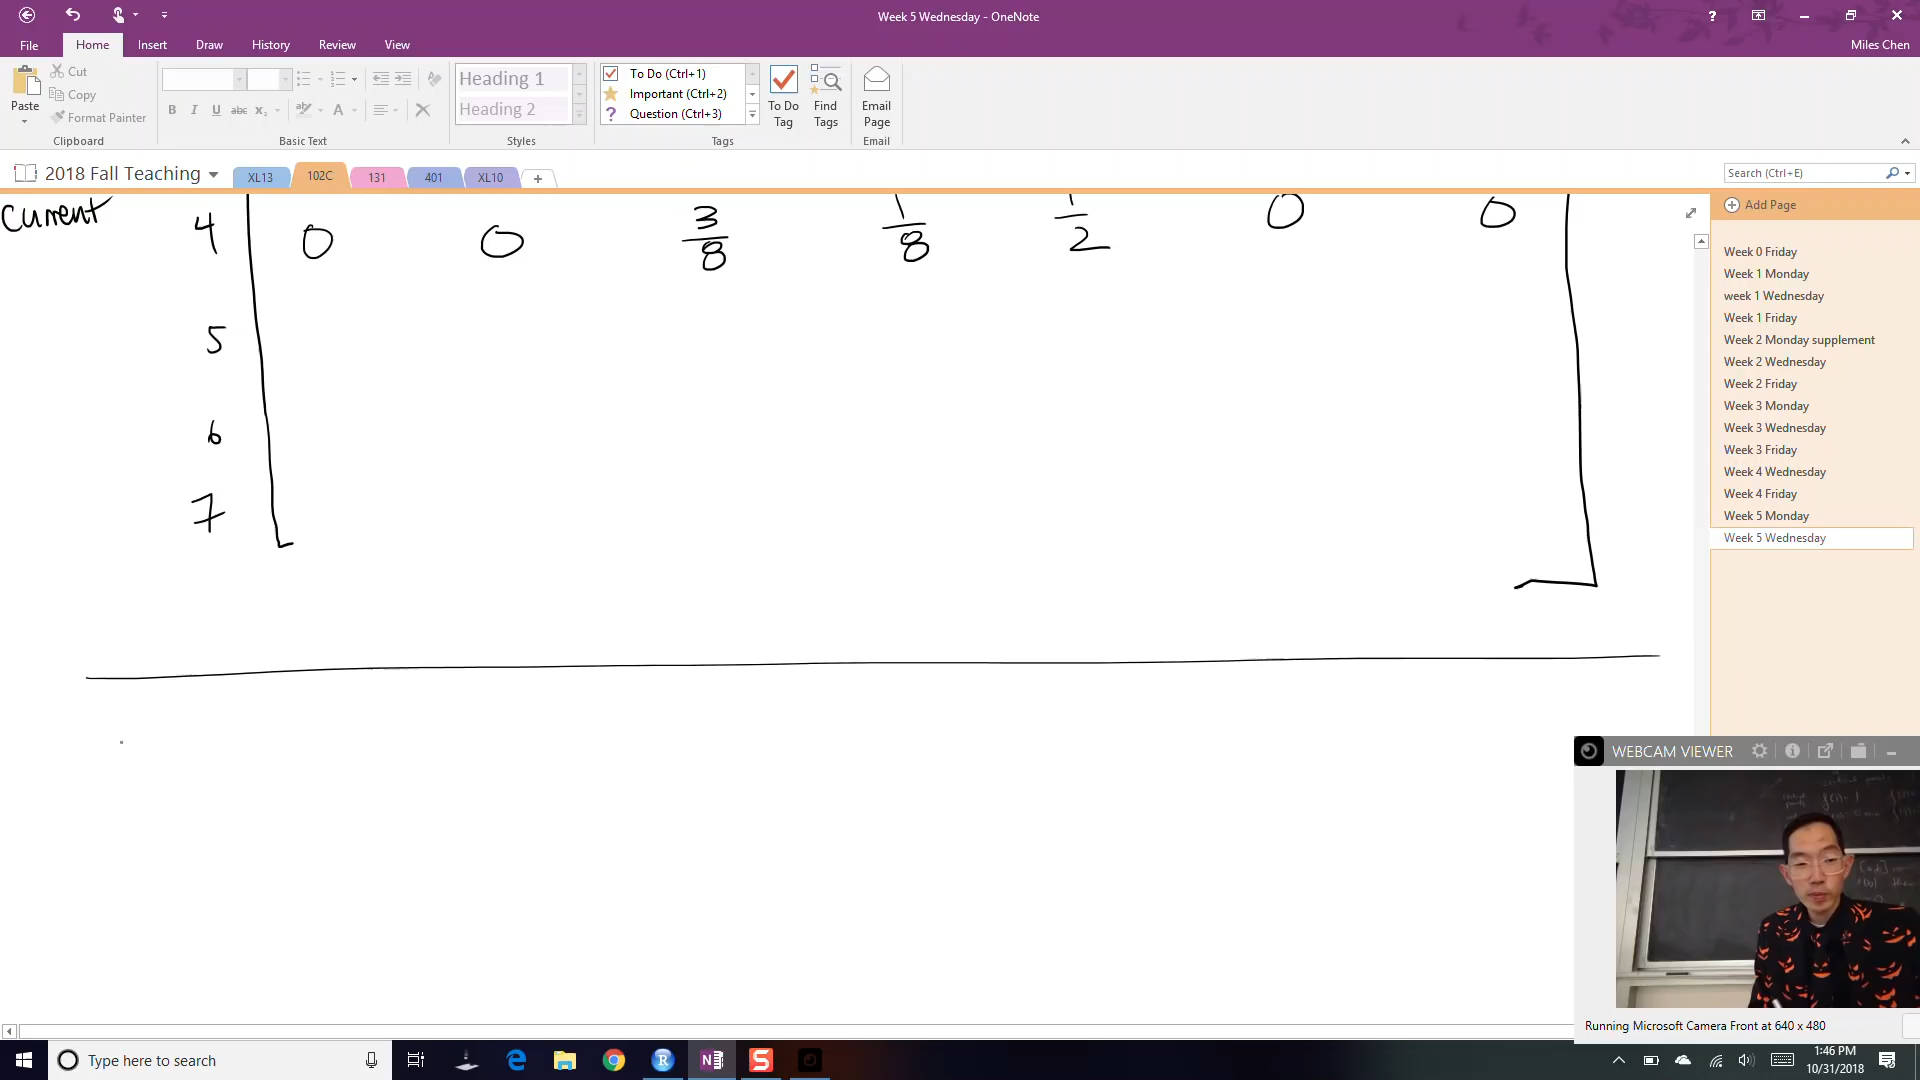 Week 5 Wednesday - OneNote
?
File
Home
Insert
Draw
History
Review
View
Miles Chen
Paste
Cut
Copy
Format Painter
Clipboard
B I U abc x₂ A
Basic Text
Heading 1
Heading 2
Styles
To Do (Ctrl+1)
Important (Ctrl+2)
? Question (Ctrl+3)
To Do
Tag
Find
Tags
Tags
Email
Page
Email
2018 Fall Teaching
XL13
102C
131
401
XL10
+
Search (Ctrl+E)
Current 4 0 0 3/8 1/8 1/2 0 0
5
6
7
Add Page
Week 0 Friday
Week 1 Monday
week 1 Wednesday
Week 1 Friday
Week 2 Monday supplement
Week 2 Wednesday
Week 2 Friday
Week 3 Monday
Week 3 Wednesday
Week 3 Friday
Week 4 Wednesday
Week 4 Friday
Week 5 Monday
Week 5 Wednesday
WEBCAM VIEWER
Running Microsoft Camera Front at 640 x 480
Type here to search
1:46 PM
10/31/2018